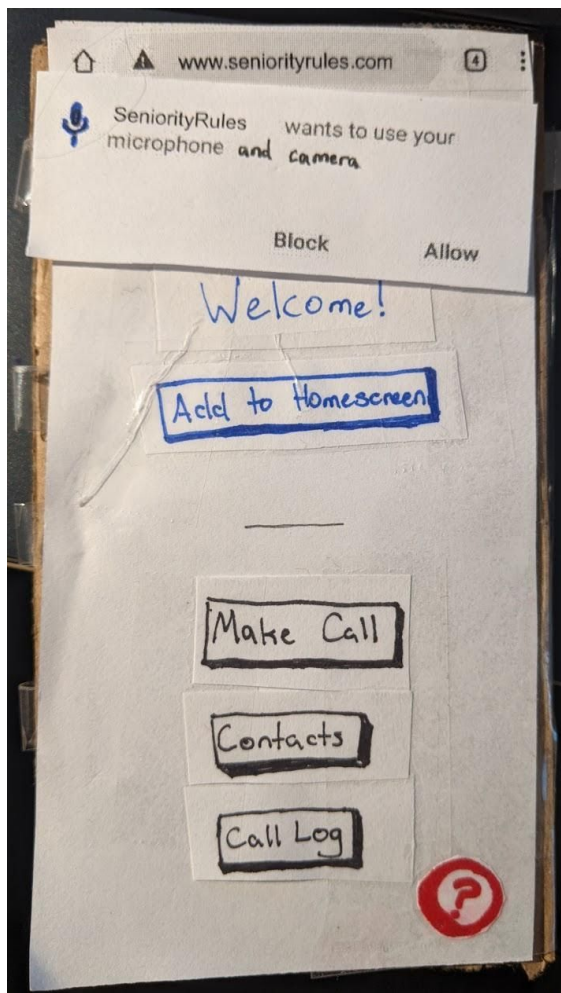 www.seniorityrules.com 4
SeniorityRules wants to use your
microphone and camera
Block Allow
Welcome!
Add to Homescreen
Make Call
Contacts
Call Log
?